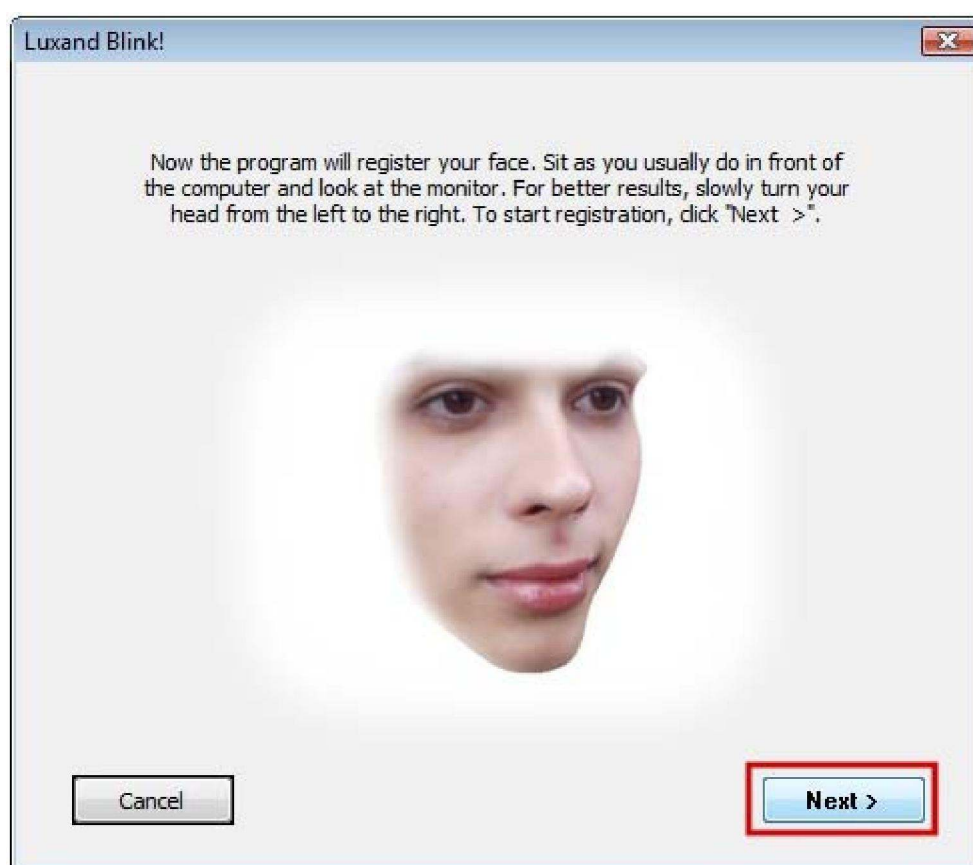 Luxand Blink!
Now the program will register your face. Sit as you usually do in front of
the computer and look at the monitor. For better results, slowly turn your
head from the left to the right. To start registration, click "Next  >".
Cancel
Next >